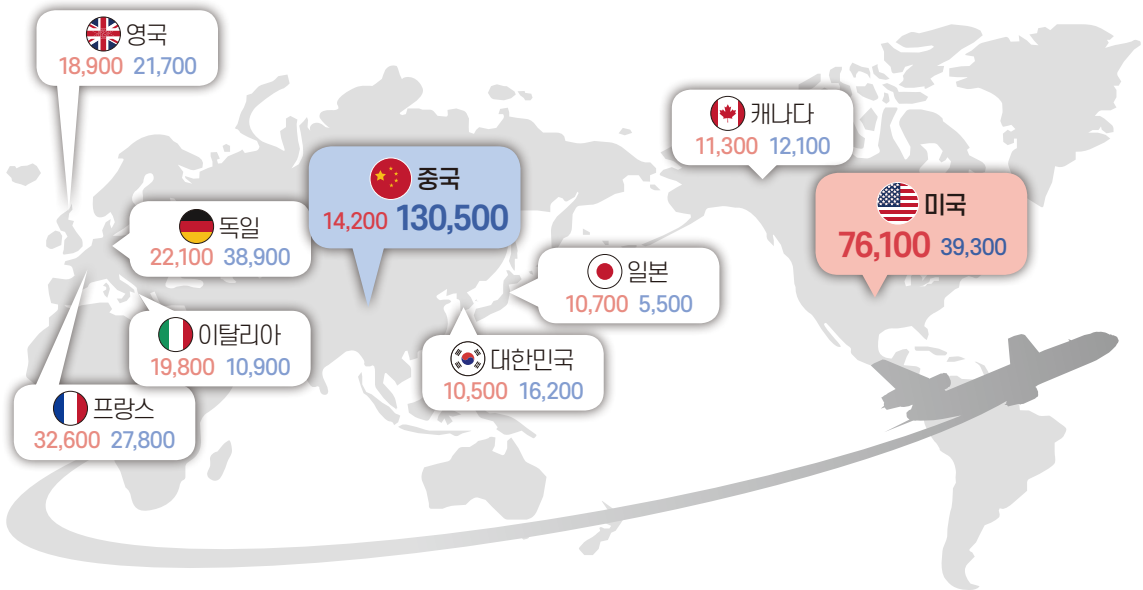 영국
18,900 21,700
캐나다
11,300 12,100
중국
14,200 130,500
미국
76,100 39,300
독일
22,100 38,900
일본
10,700 5,500
이탈리아
19,800 10,900
대한민국
10,500 16,200
프랑스
32,600 27,800